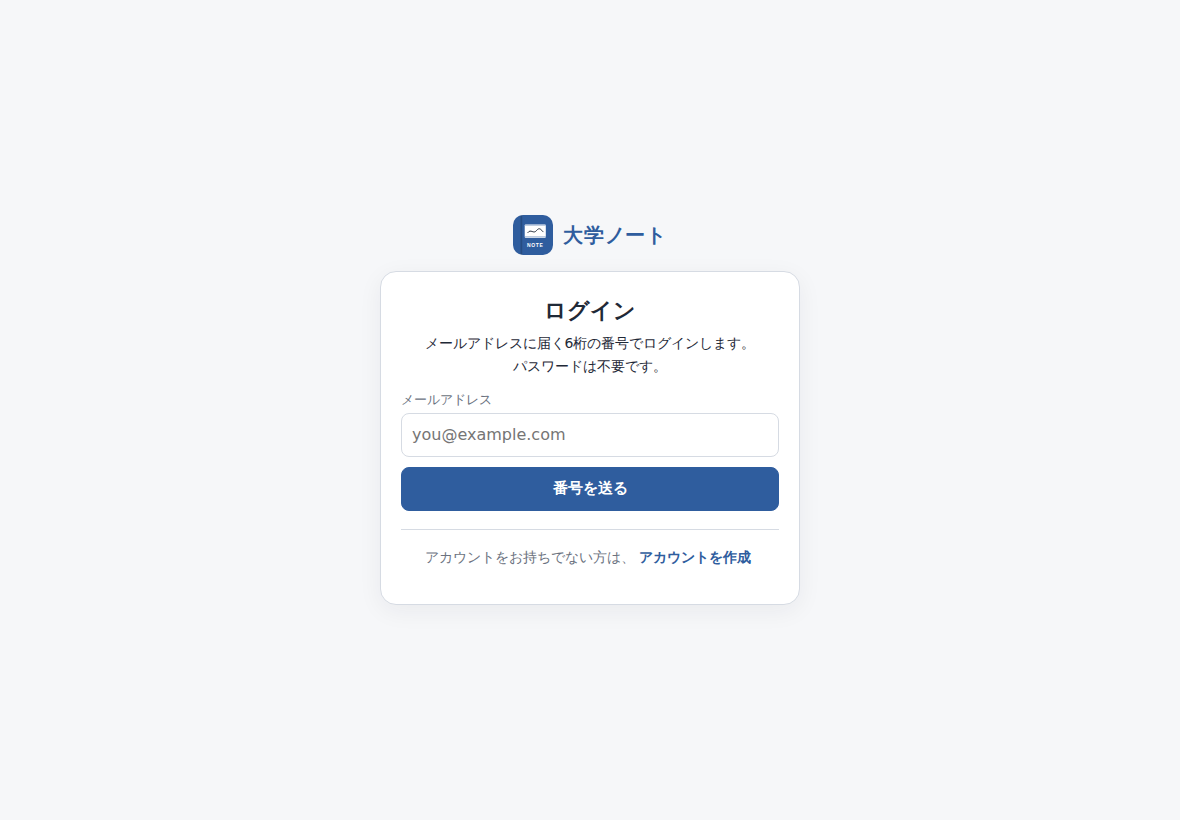 NOTE
大学ノート
ログイン
メールアドレスに届く6桁の番号でログインします。
パスワードは不要です。
メールアドレス
you@example.com
番号を送る
アカウントをお持ちでない方は、 アカウントを作成